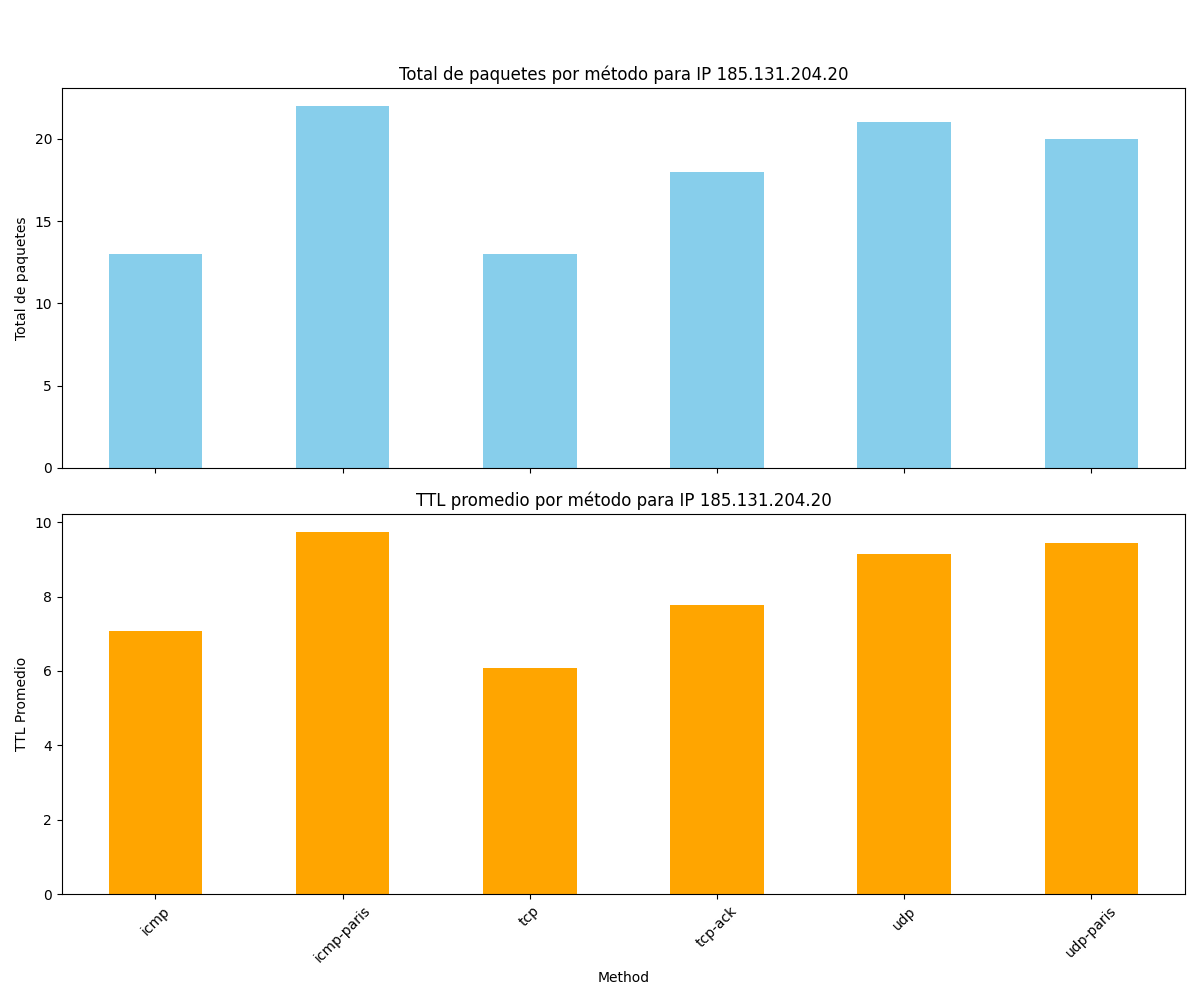 Total de paquetes por método para IP 185.131.204.20
Total de paquetes
20
15
10
5
0
TTL promedio por método para IP 185.131.204.20
TTL Promedio
10
8
6
4
2
0
icmp
icmp-paris
tcp
tcp-ack
udp
udp-paris
Method